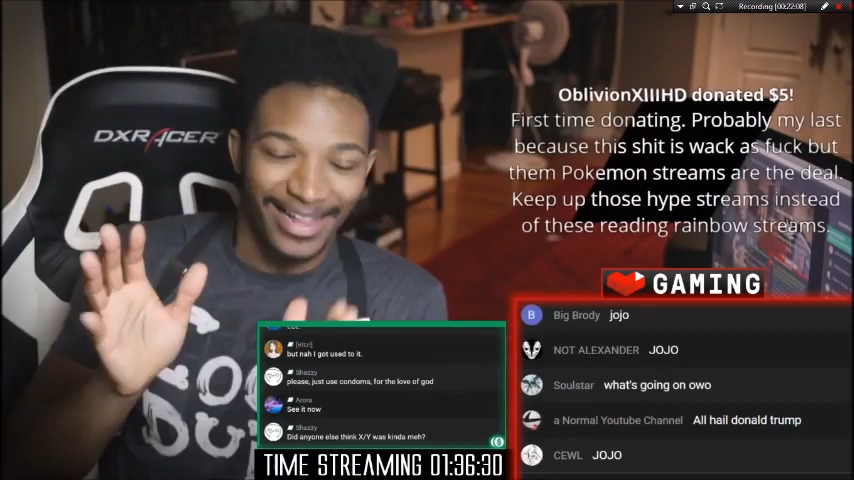 Recording [00:22:08]
DXRACER
OblivionXIIIHD donated $5!
First time donating. Probably my last
because this shit is wack as fuck but
them Pokemon streams are the deal.
Keep up those hype streams instead
of these reading rainbow streams.
GAMING
Big Brody jojo
NOT ALEXANDER JOJO
Soulstar what's going on owo
a Normal Youtube Channel All hail donald trump
CEWL JOJO
but nah I got used to it.
Shazzy
please, just use condoms, for the love of god
Arora
See it now
Shazzy
Did anyone else think X/Y was kinda meh?
TIME STREAMING 01:36:30